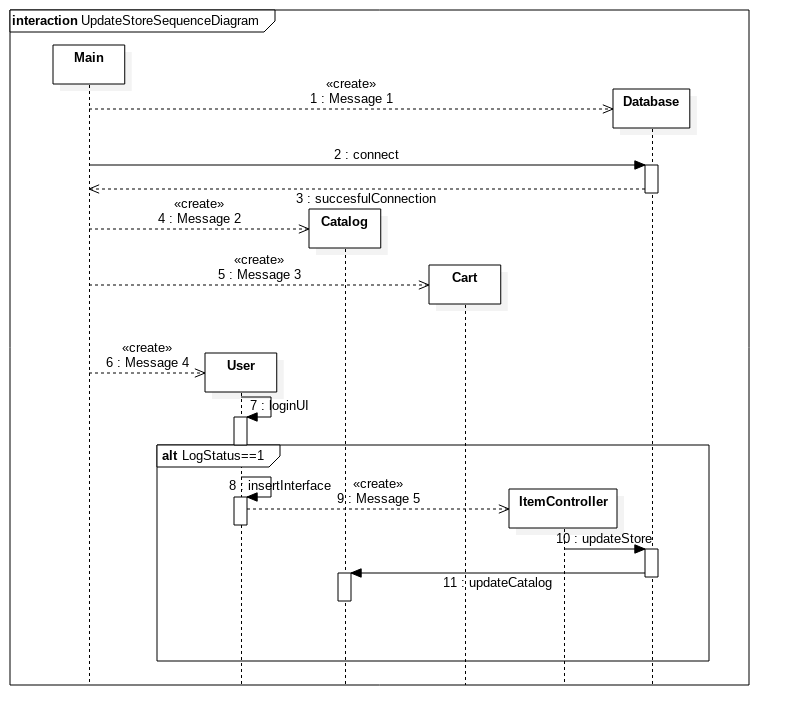 interaction UpdateStoreSequenceDiagram
Main
«create»
1 : Message 1
Database
2 : connect
3 : succesfulConnection
«create»
4 : Message 2
Catalog
«create»
5 : Message 3
Cart
«create»
6 : Message 4
User
7 : loginUI
alt LogStatus==1
8 : insertInterface
«create»
9 : Message 5
ItemController
10 : updateStore
11 : updateCatalog